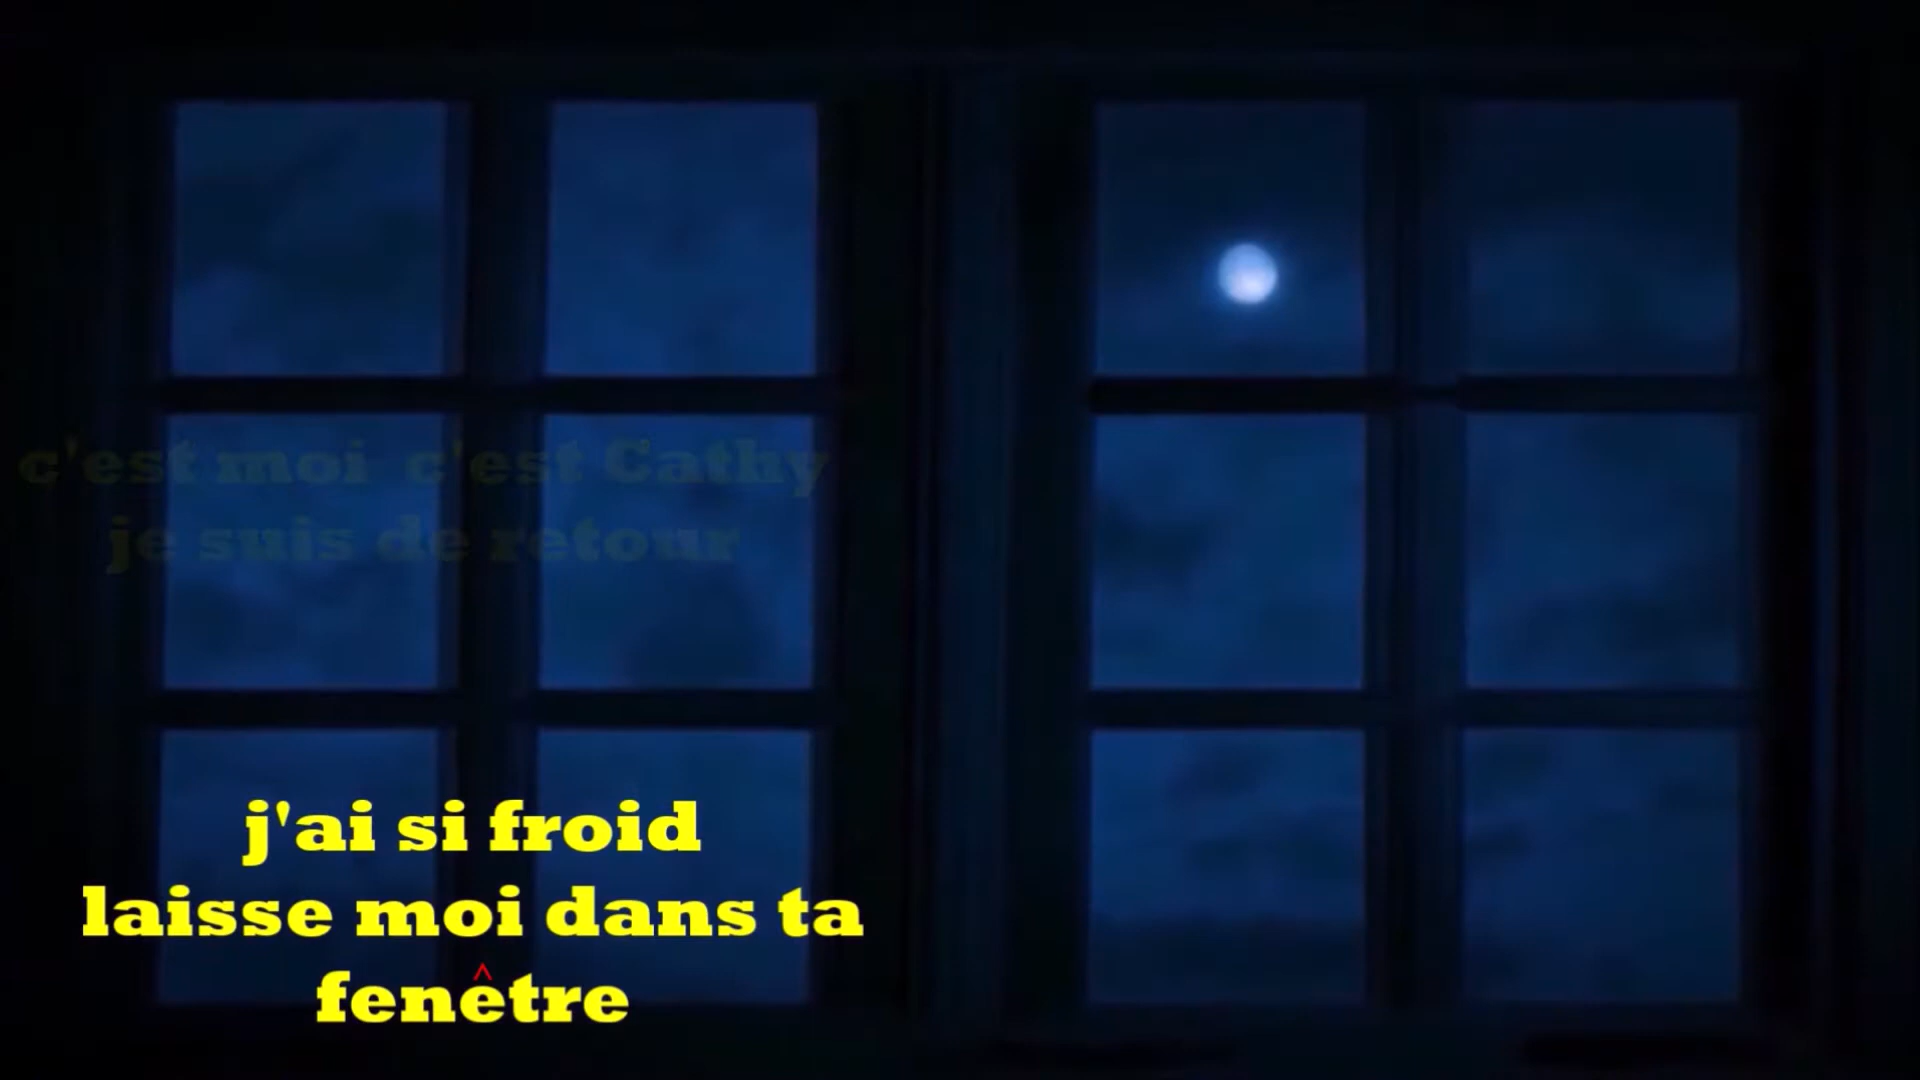 c'est moi c'est Cathy
je suis de retour
j'ai si froid
laisse moi dans ta
fenêtre